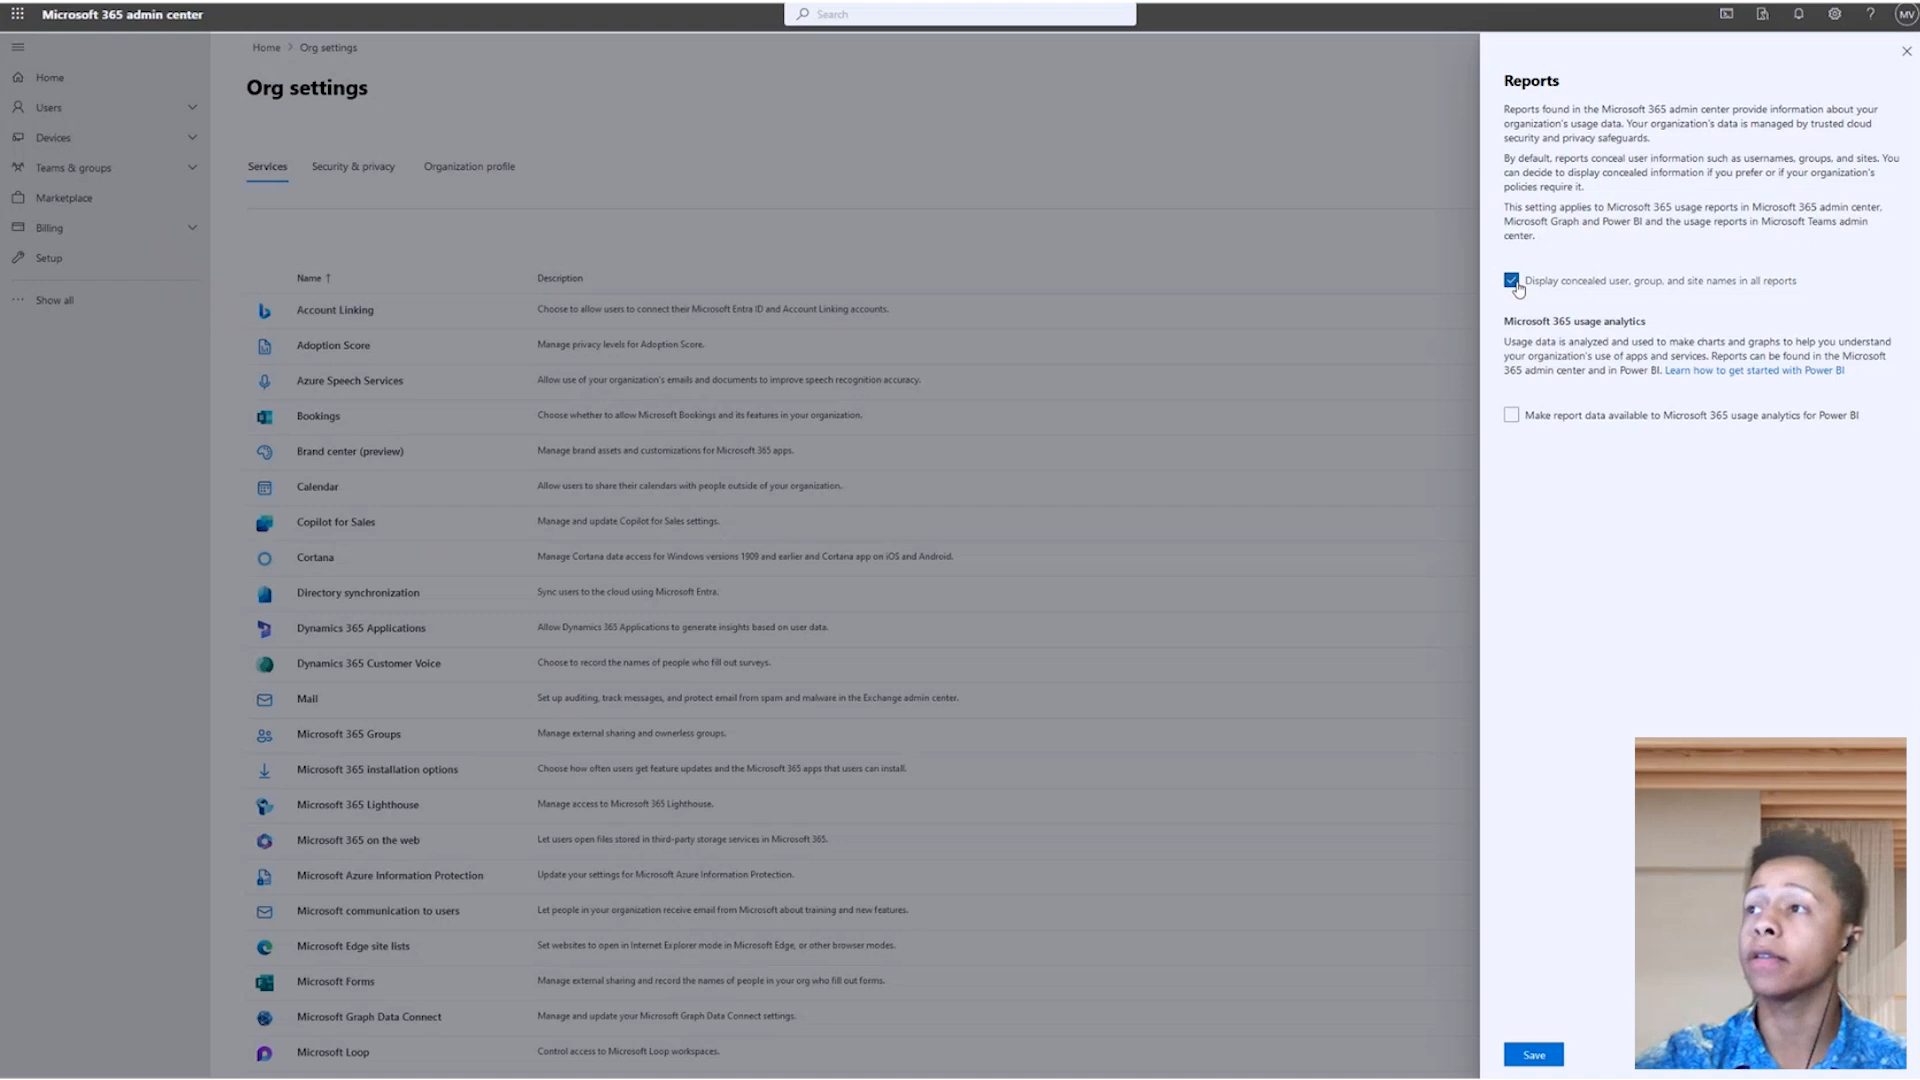 Microsoft 365 admin center
Search
MV
Home
Users
Devices
Teams & groups
Marketplace
Billing
Setup
Show all
Home > Org settings
Org settings
Services
Security & privacy
Organization profile
Name ↑
Description
Account Linking
Choose to allow users to connect their Microsoft Entra ID and Account Linking accounts.
Adoption Score
Manage privacy levels for Adoption Score.
Azure Speech Services
Allow use of your organization's emails and documents to improve speech recognition accuracy.
Bookings
Choose whether to allow Microsoft Bookings and its features in your organization.
Brand center (preview)
Manage brand assets and customizations for Microsoft 365 apps.
Calendar
Allow users to share their calendars with people outside of your organization.
Copilot for Sales
Manage and update Copilot for Sales settings.
Cortana
Manage Cortana data access for Windows versions 1909 and earlier and Cortana app on iOS and Android.
Directory synchronization
Sync users to the cloud using Microsoft Entra.
Dynamics 365 Applications
Allow Dynamics 365 Applications to generate insights based on user data.
Dynamics 365 Customer Voice
Choose to record the names of people who fill out surveys.
Mail
Set up auditing, track messages, and protect email from spam and malware in the Exchange admin center.
Microsoft 365 Groups
Manage external sharing and ownerless groups.
Microsoft 365 installation options
Choose how often users get feature updates and the Microsoft 365 apps that users can install.
Microsoft 365 Lighthouse
Manage access to Microsoft 365 Lighthouse.
Microsoft 365 on the web
Let users open files stored in third-party storage services in Microsoft 365.
Microsoft Azure Information Protection
Update your settings for Microsoft Azure Information Protection.
Microsoft communication to users
Let people in your organization receive email from Microsoft about training and new features.
Microsoft Edge site lists
Set websites to open in Internet Explorer mode in Microsoft Edge, or other browser modes.
Microsoft Forms
Manage external sharing and record the names of people in your org who fill out forms.
Microsoft Graph Data Connect
Manage and update your Microsoft Graph Data Connect settings.
Microsoft Loop
Control access to Microsoft Loop workspaces.
Reports
Reports found in the Microsoft 365 admin center provide information about your
organization's usage data. Your organization's data is managed by trusted cloud
security and privacy safeguards.
By default, reports conceal user information such as usernames, groups, and sites. You
can decide to display concealed information if you prefer or if your organization's
policies require it.
This setting applies to Microsoft 365 usage reports in Microsoft 365 admin center,
Microsoft Graph and Power BI and the usage reports in Microsoft Teams admin
center.
Display concealed user, group, and site names in all reports
Microsoft 365 usage analytics
Usage data is analyzed and used to make charts and graphs to help you understand
your organization's use of apps and services. Reports can be found in the Microsoft
365 admin center and in Power BI. Learn how to get started with Power BI
Make report data available to Microsoft 365 usage analytics for Power BI
Save